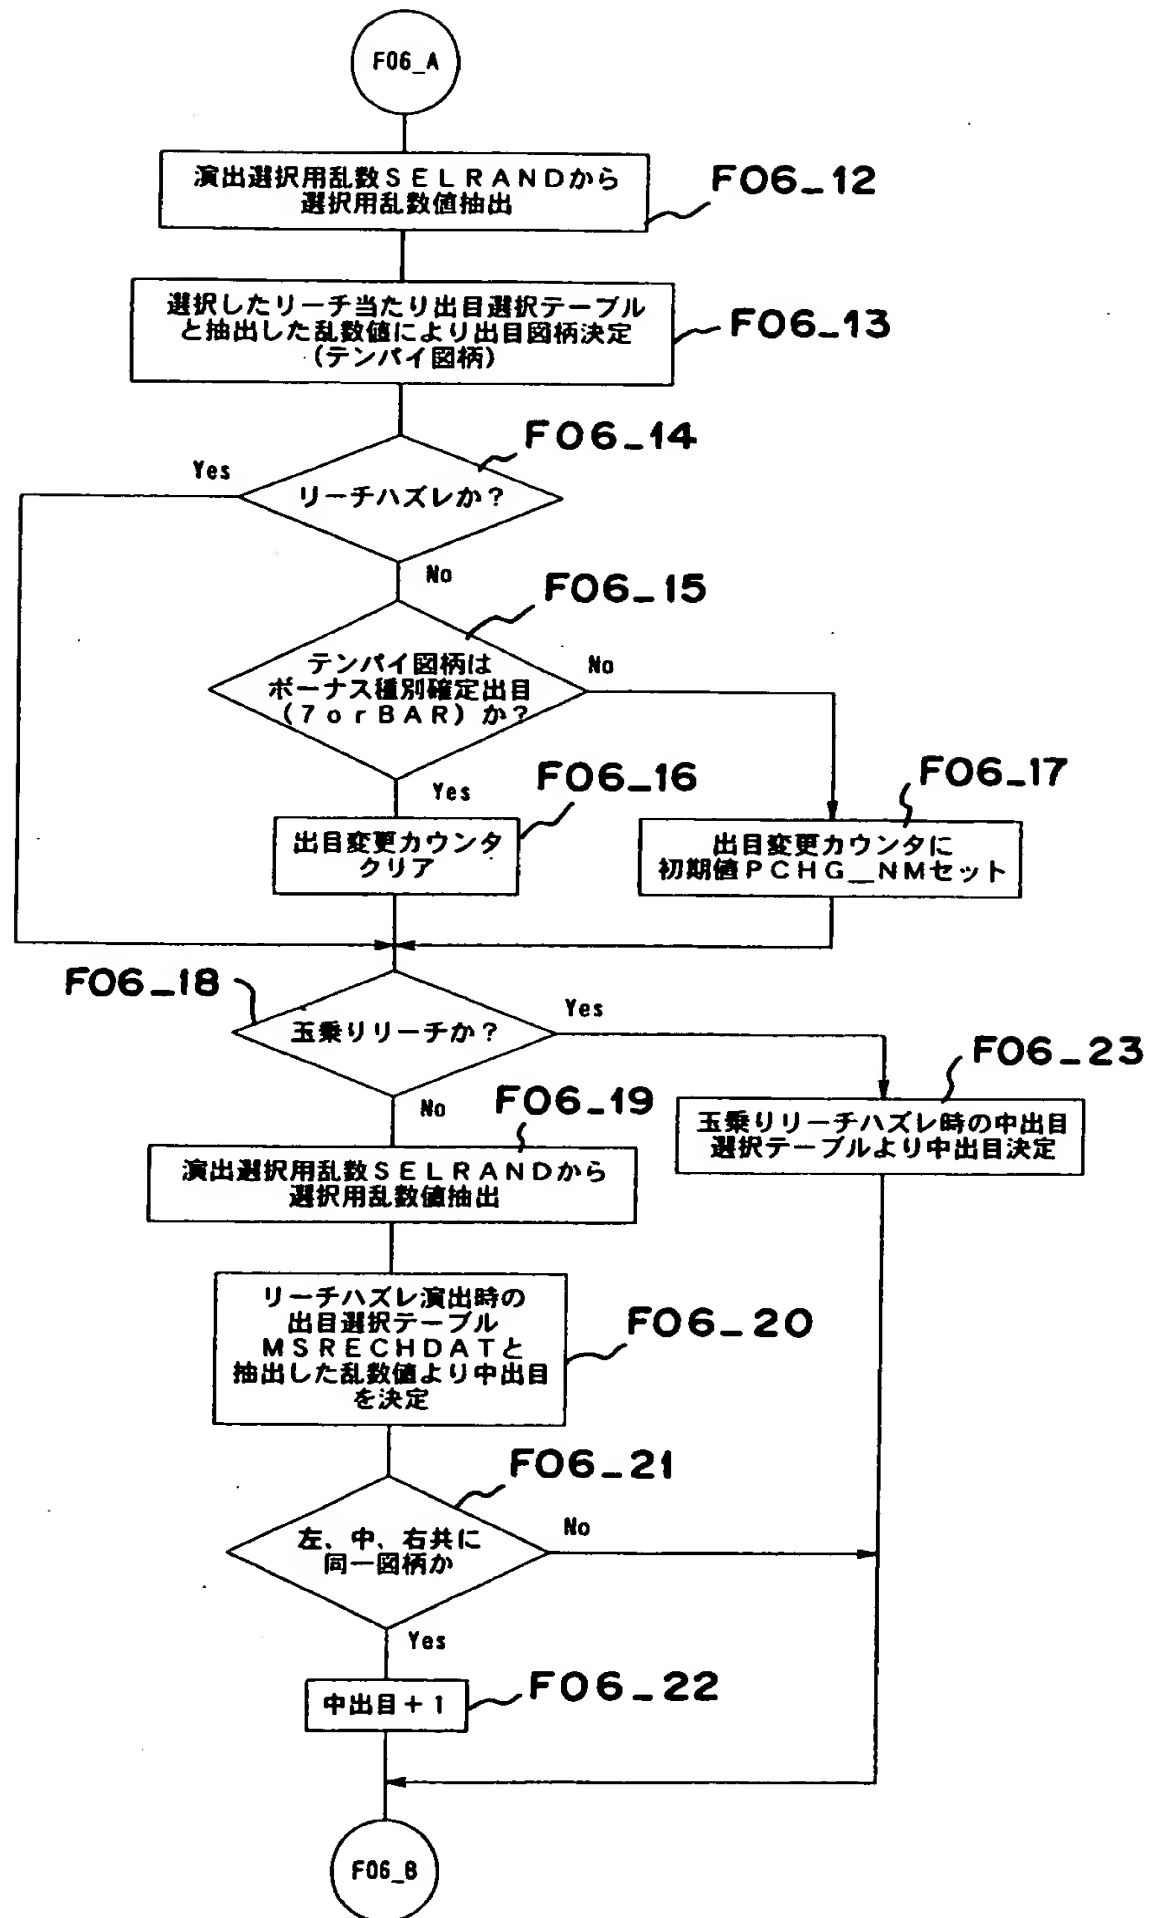 F06_A
演出選択用乱数SELRANDから
選択用乱数値抽出
F06_12
選択したリーチ当たり出目選択テーブル
と抽出した乱数値により出目図柄決定
(テンパイ図柄)
F06_13
F06_14
Yes
リーチハズレか?
No
F06_15
テンパイ図柄は
ボーナス種別確定出目
(7orBAR)か?
No
Yes
F06_16
出目変更カウンタ
クリア
F06_17
出目変更カウンタに
初期値PCHG__NMセット
F06_18
玉乗りリーチか?
Yes
No
F06_23
玉乗りリーチハズレ時の中出目
選択テーブルより中出目決定
F06_19
演出選択用乱数SELRANDから
選択用乱数値抽出
リーチハズレ演出時の
出目選択テーブル
MSRECHDATと
抽出した乱数値より中出目
を決定
F06_20
F06_21
左、中、右共に
同一図柄か
No
Yes
中出目+1
F06_22
F06_B